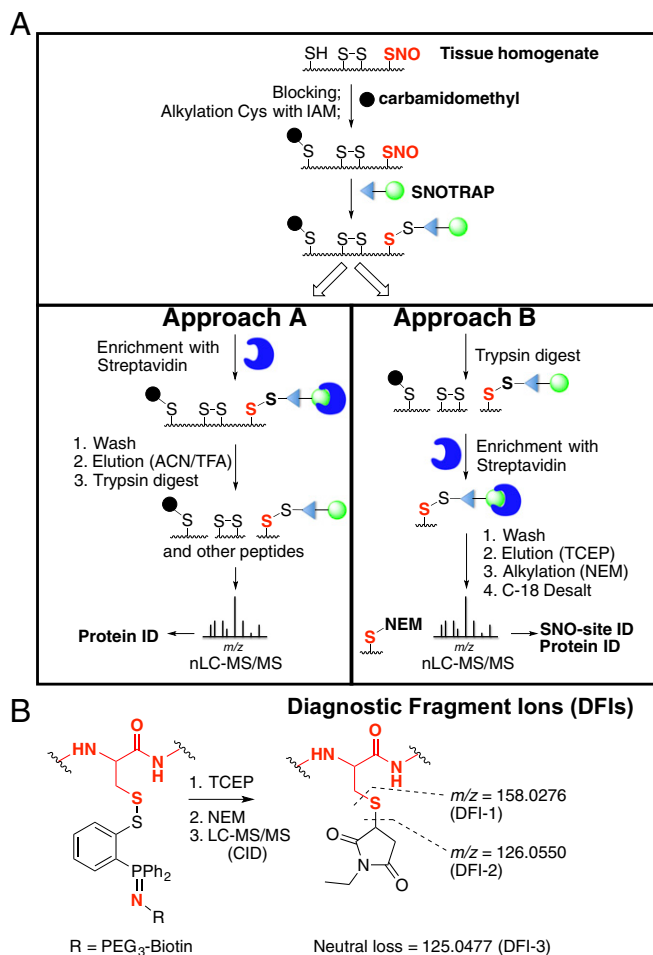 A
SH S-S SNO Tissue homogenate
Blocking;
Alkylation Cys with IAM;
carbamidomethyl
S S-S SNO
SNOTRAP
S S-S S S
Approach A
Enrichment with
Streptavidin
S S-S S S
1. Wash
2. Elution (ACN/TFA)
3. Trypsin digest
S S-S S S
and other peptides
Protein ID
m/z
nLC-MS/MS
Approach B
Trypsin digest
S S-S S S
Enrichment with
Streptavidin
S S
1. Wash
2. Elution (TCEP)
3. Alkylation (NEM)
4. C-18 Desalt
S NEM
m/z
nLC-MS/MS
SNO-site ID
Protein ID
B
Diagnostic Fragment Ions (DFIs)
O
HN
N
H
S
S
PPh2
N
R
R = PEG3-Biotin
1. TCEP
2. NEM
3. LC-MS/MS
(CID)
O
HN
N
H
S
O
N
O
m/z = 158.0276
(DFI-1)
m/z = 126.0550
(DFI-2)
Neutral loss = 125.0477 (DFI-3)